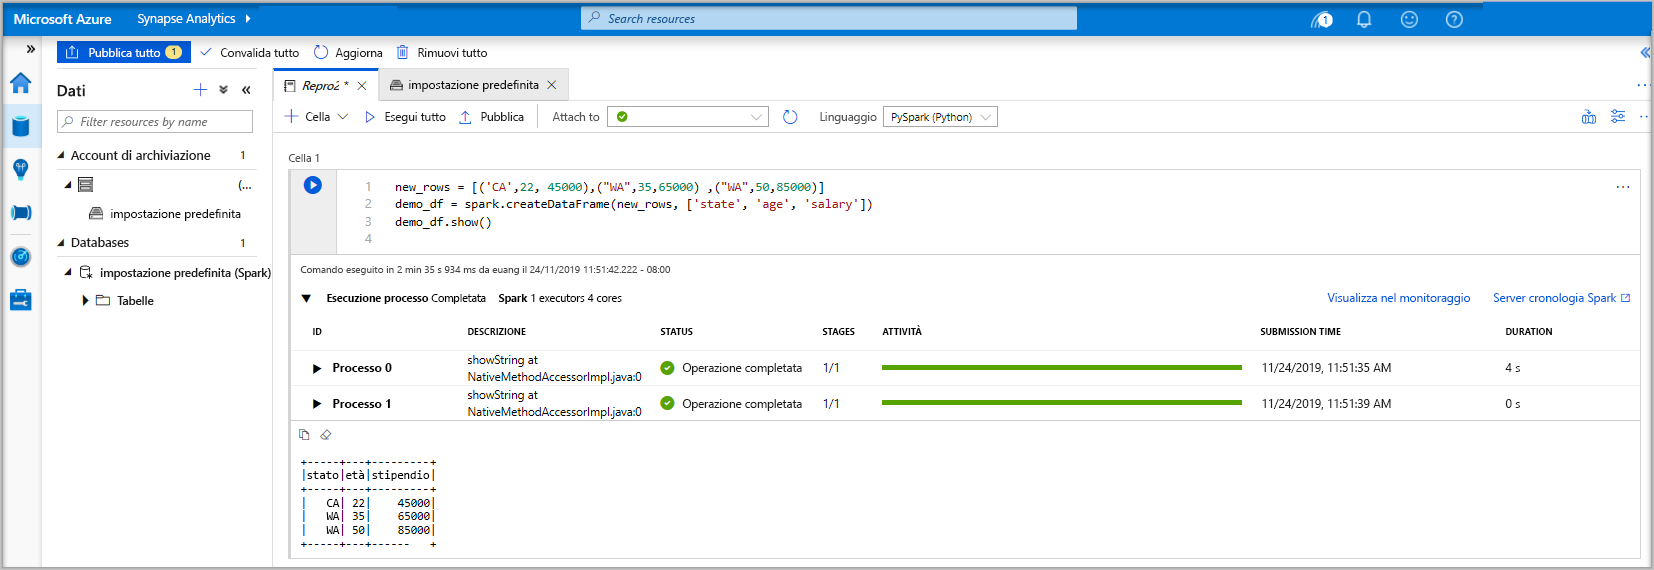 Microsoft Azure Synapse Analytics Search resources 1
Pubblica tutto 1 Convalida tutto Aggiorna Rimuovi tutto
Dati
Filter resources by name
Account di archiviazione 1
(...
impostazione predefinita
Databases 1
impostazione predefinita (Spark)
Tabelle
Repro2 * impostazione predefinita
Cella Esegui tutto Pubblica Attach to Linguaggio PySpark (Python)
Cella 1
1 new_rows = [('CA',22, 45000),("WA",35,65000) ,("WA",50,85000)]
2 demo_df = spark.createDataFrame(new_rows, ['state', 'age', 'salary'])
3 demo_df.show()
4
Comando eseguito in 2 min 35 s 934 ms da euang il 24/11/2019 11:51:42.222 - 08:00
Esecuzione processo Completata Spark 1 executors 4 cores Visualizza nel monitoraggio Server cronologia Spark
ID DESCRIZIONE STATUS STAGES ATTIVITÀ SUBMISSION TIME DURATION
Processo 0 showString at NativeMethodAccessorImpl.java:0 Operazione completata 1/1 11/24/2019, 11:51:35 AM 4 s
Processo 1 showString at NativeMethodAccessorImpl.java:0 Operazione completata 1/1 11/24/2019, 11:51:39 AM 0 s
+-----+---+---------+
|stato|età|stipendio|
+-----+---+---------+
|   CA| 22|    45000|
|   WA| 35|    65000|
|   WA| 50|    85000|
+-----+---+------   +